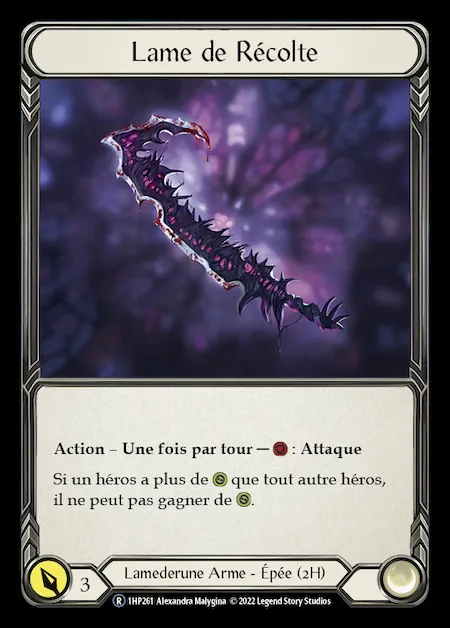 Lame de Récolte
Action – Une fois par tour — : Attaque
Si un héros a plus de que tout autre héros,
il ne peut pas gagner de .
3
Lamederune Arme - Épée (2H)
R 1HP261 Alexandra Malygina © 2022 Legend Story Studios